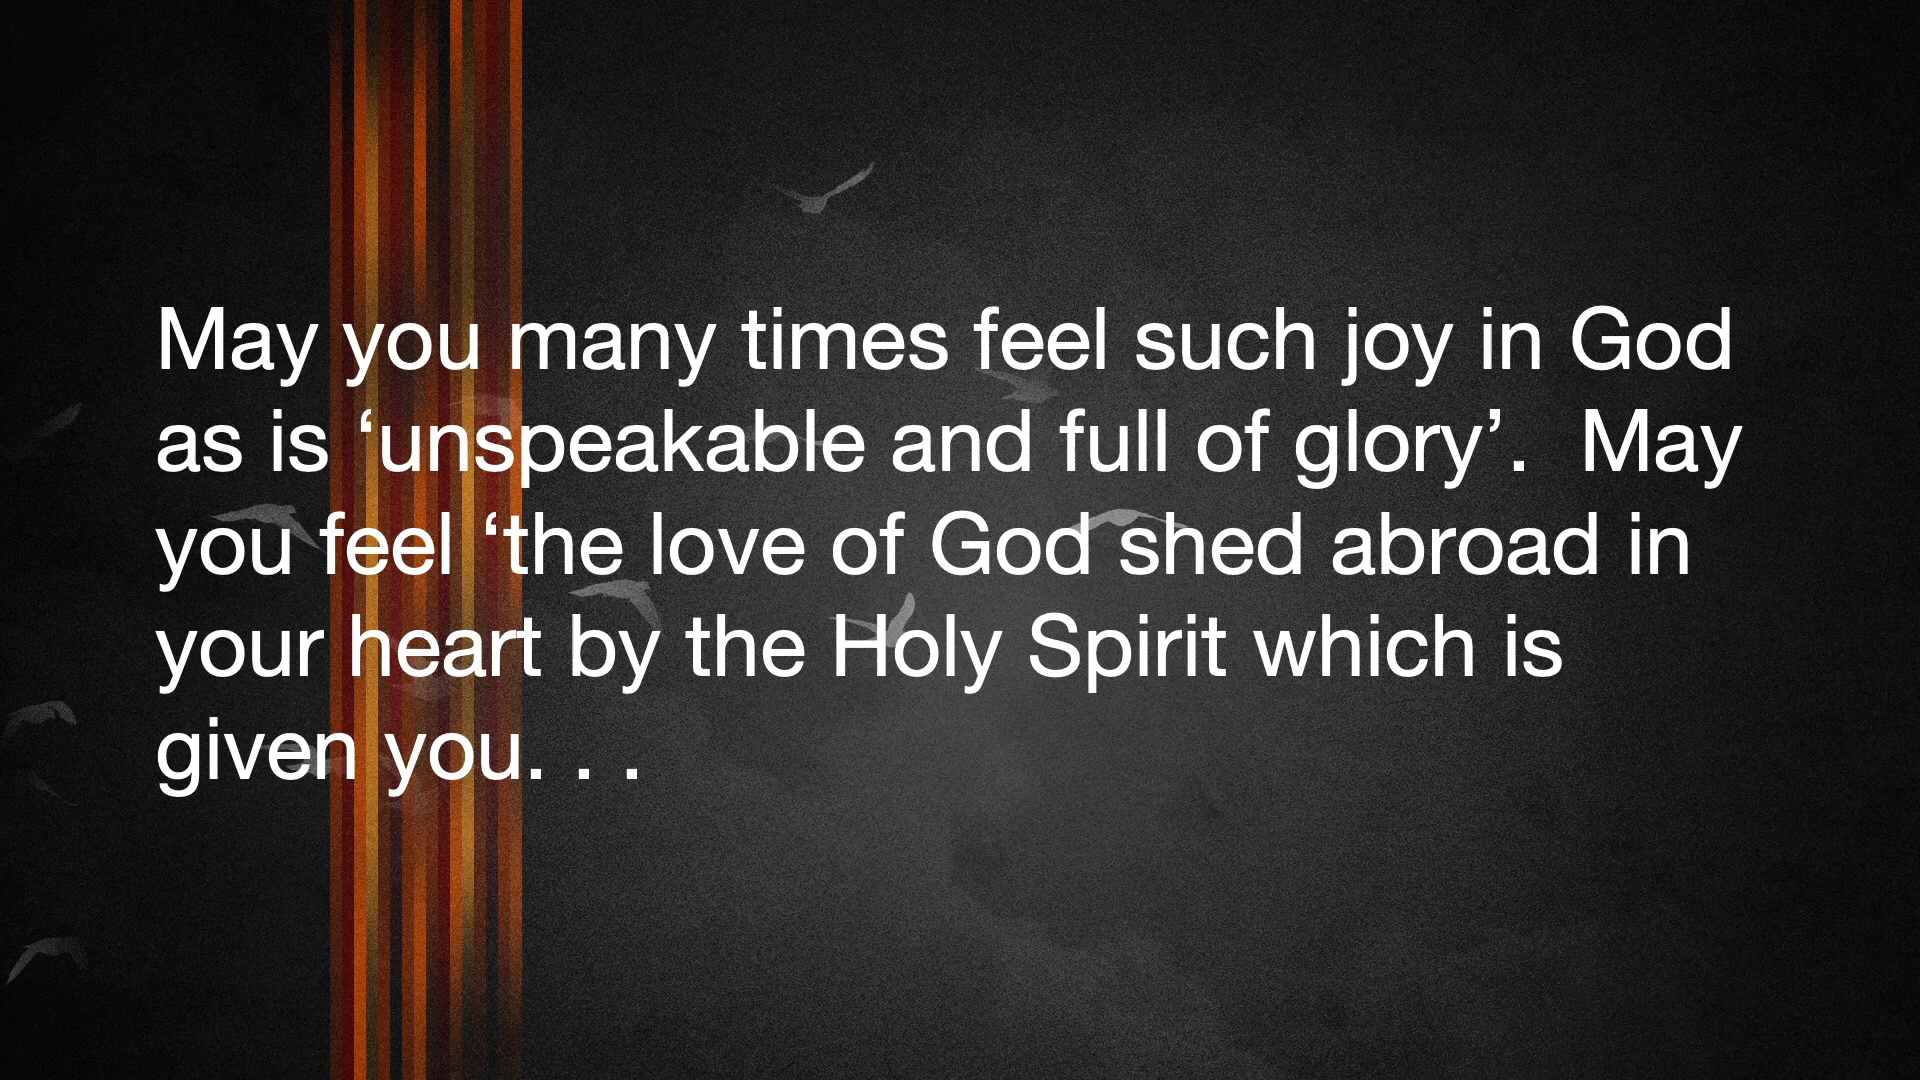 May you many times feel such joy in God
as is ‘unspeakable and full of glory’.  May
you feel ‘the love of God shed abroad in
your heart by the Holy Spirit which is
given you. . .